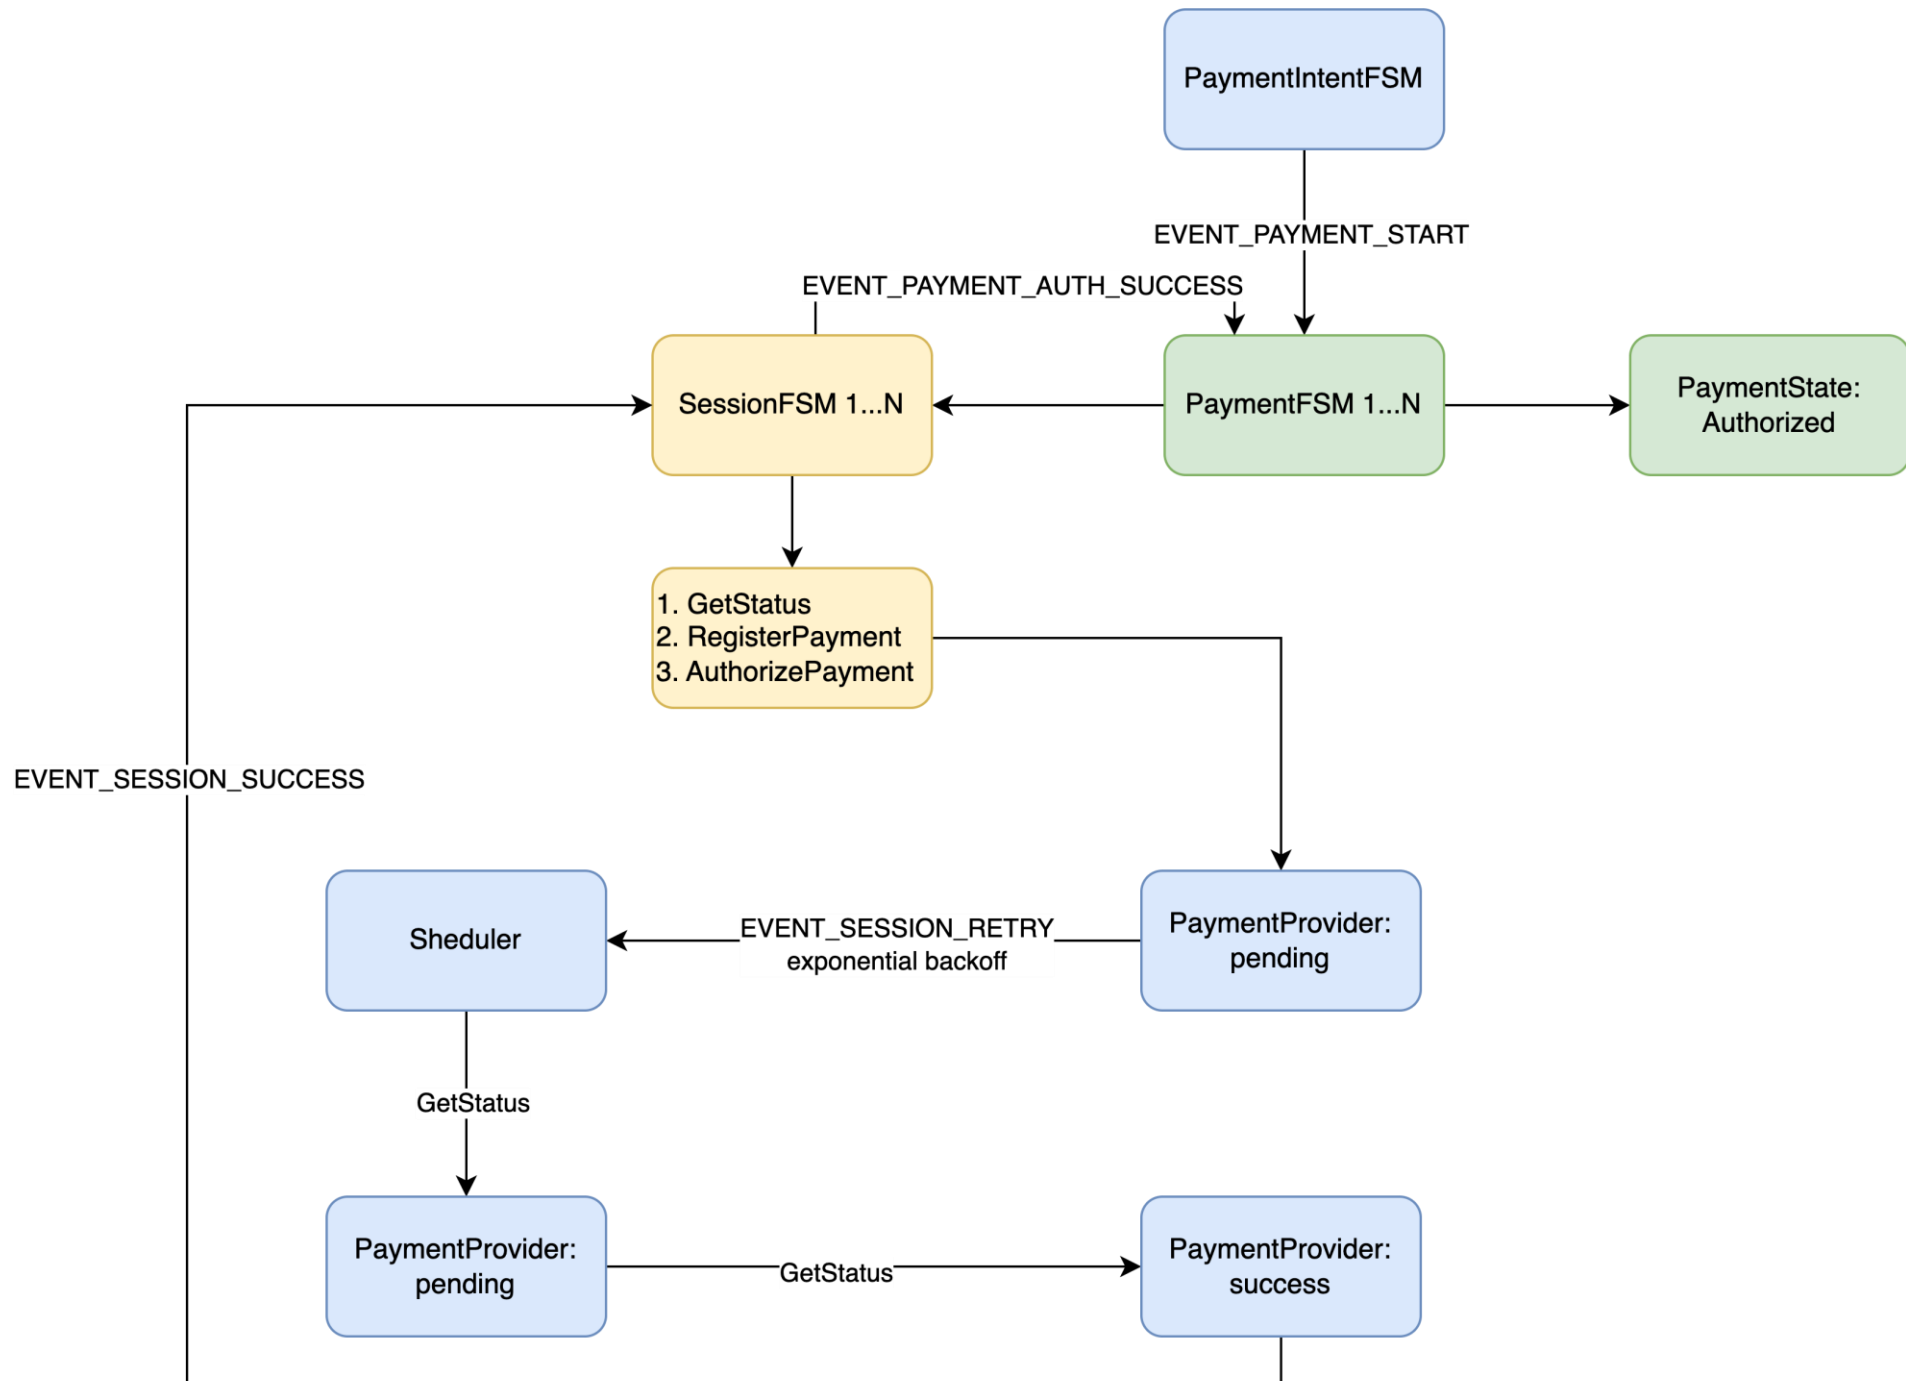 PaymentIntentFSM
EVENT_PAYMENT_START
EVENT_PAYMENT_AUTH_SUCCESS
SessionFSM 1...N
PaymentFSM 1...N
PaymentState:
Authorized
1. GetStatus
2. RegisterPayment
3. AuthorizePayment
EVENT_SESSION_SUCCESS
Sheduler
EVENT_SESSION_RETRY
exponential backoff
PaymentProvider:
pending
GetStatus
PaymentProvider:
pending
GetStatus
PaymentProvider:
success